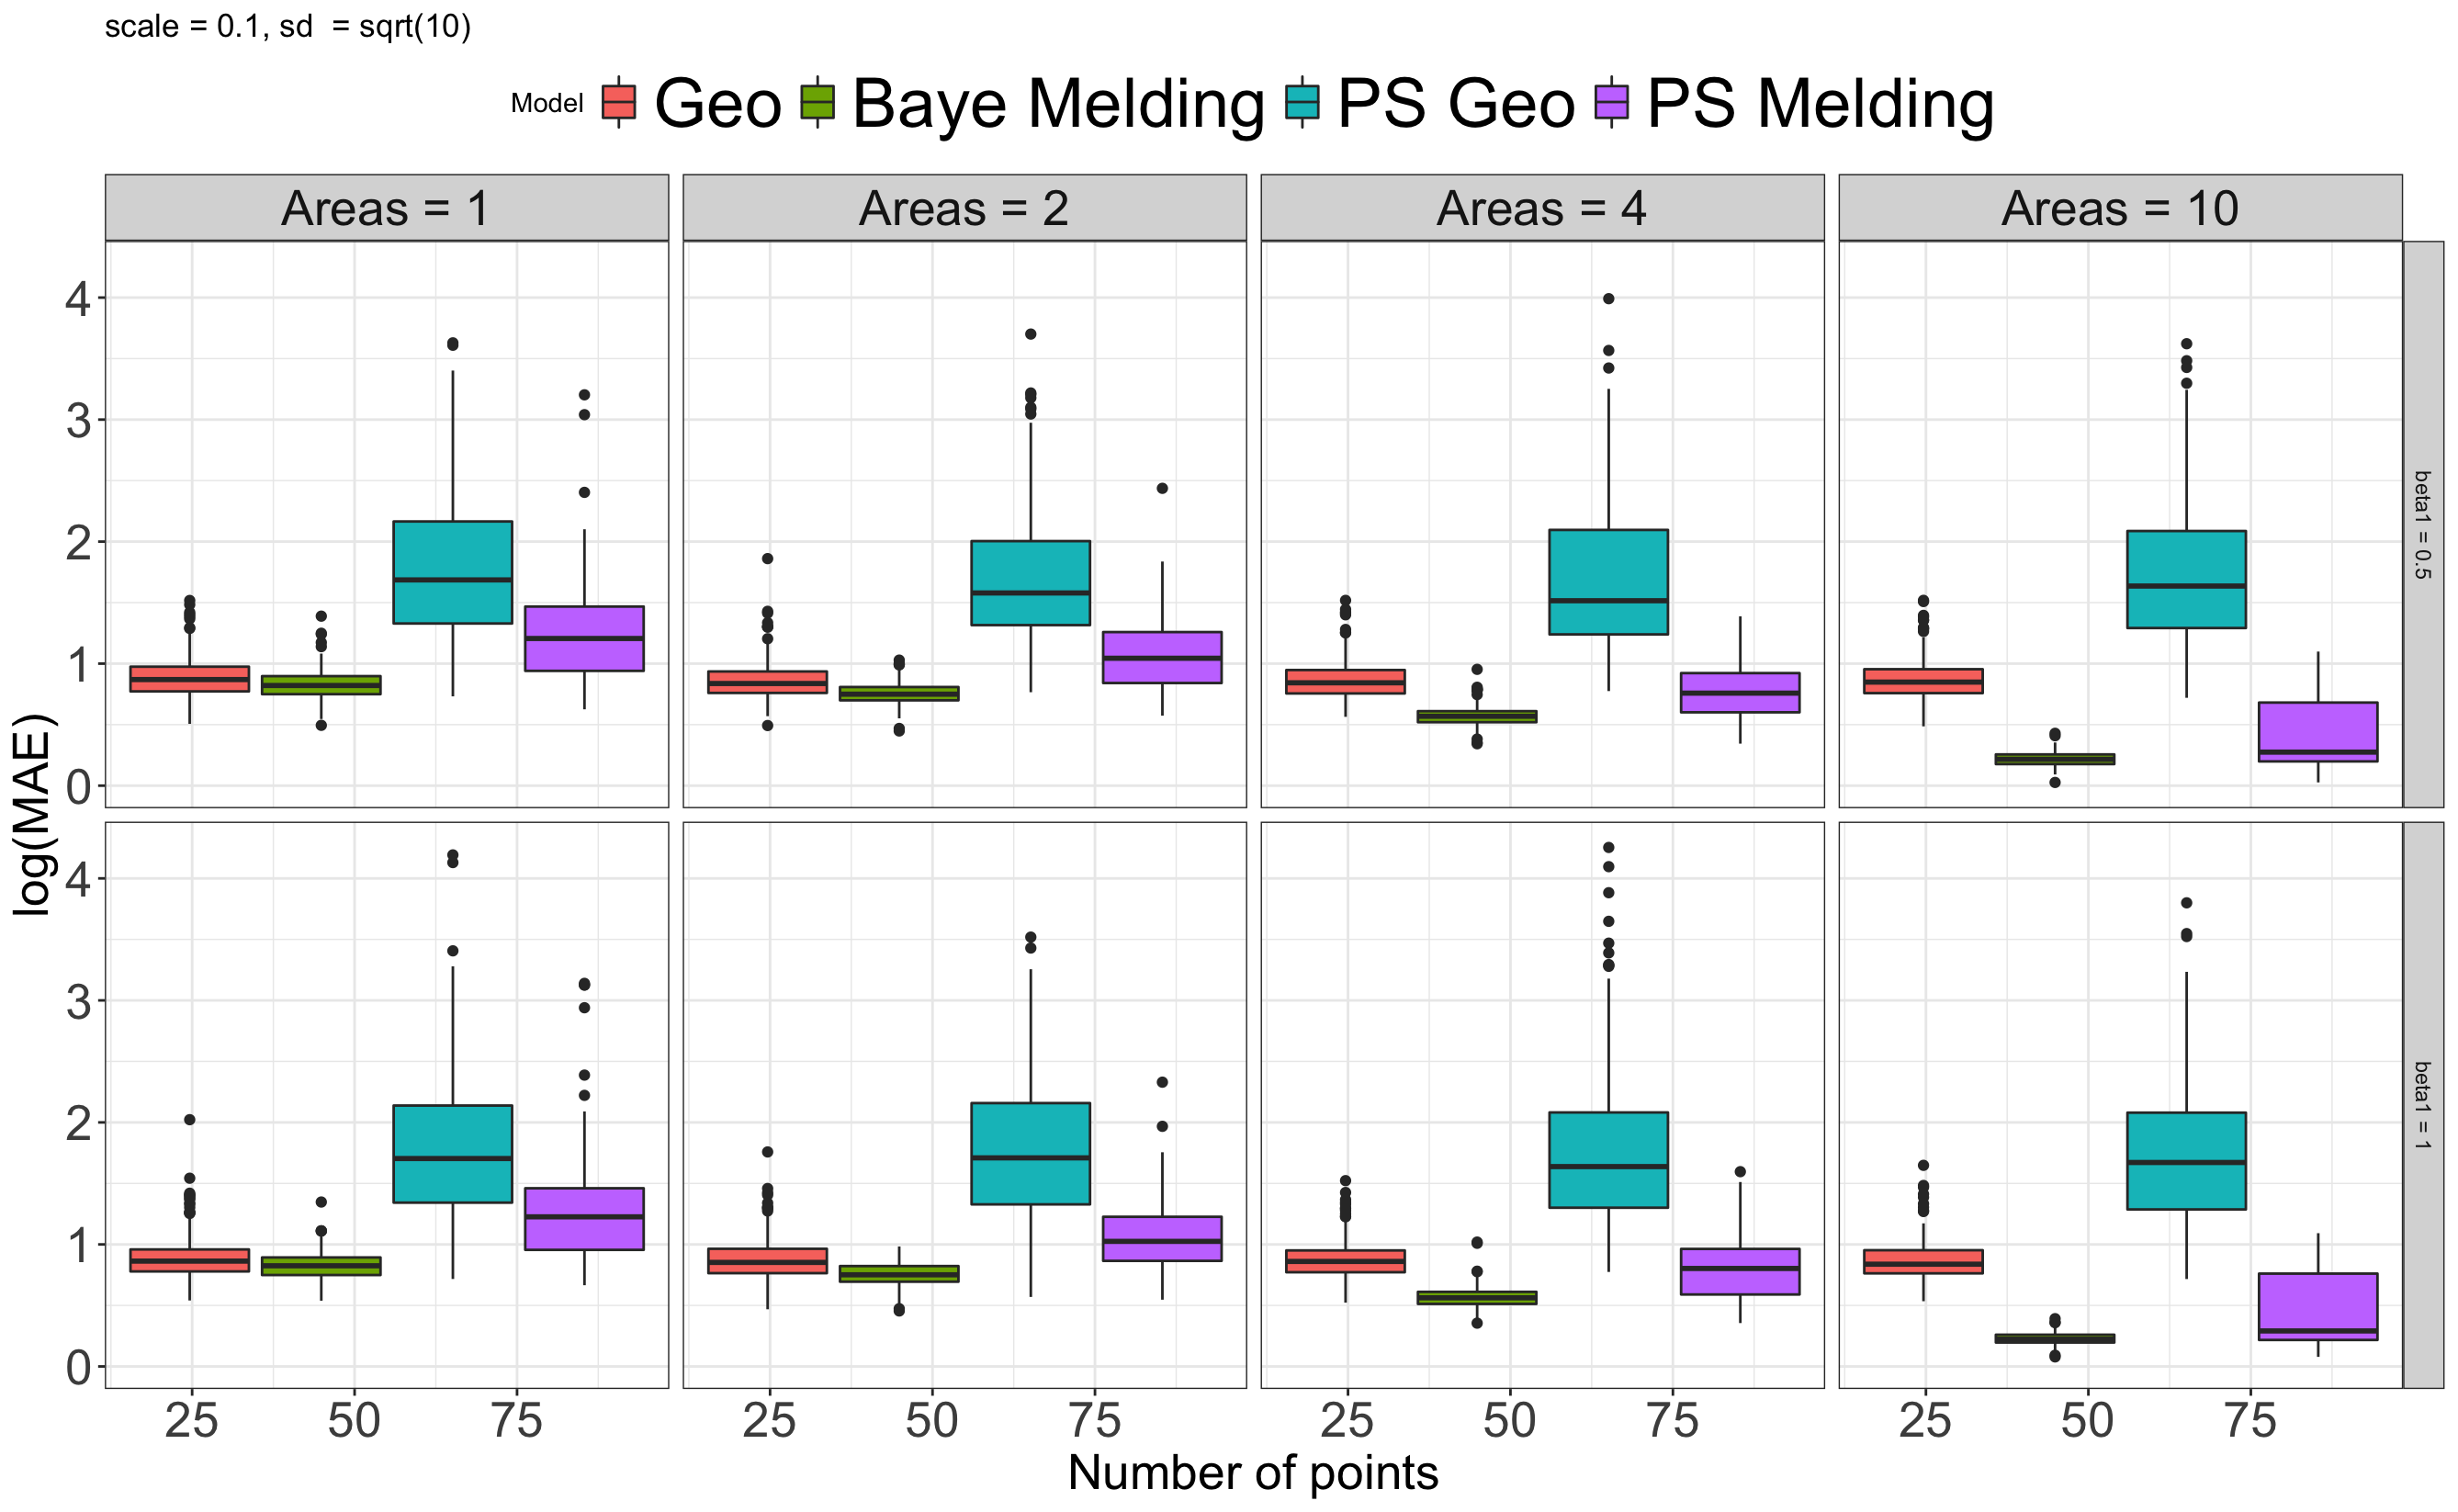 scale = 0.1, sd  = sqrt(10)
Model Geo Baye Melding PS Geo PS Melding
Areas = 1 Areas = 2 Areas = 4 Areas = 10
4
3
2
1
0
beta1 = 0.5
log(MAE)
4
3
2
1
0
beta1 = 1
25 50 75 25 50 75 25 50 75 25 50 75
Number of points